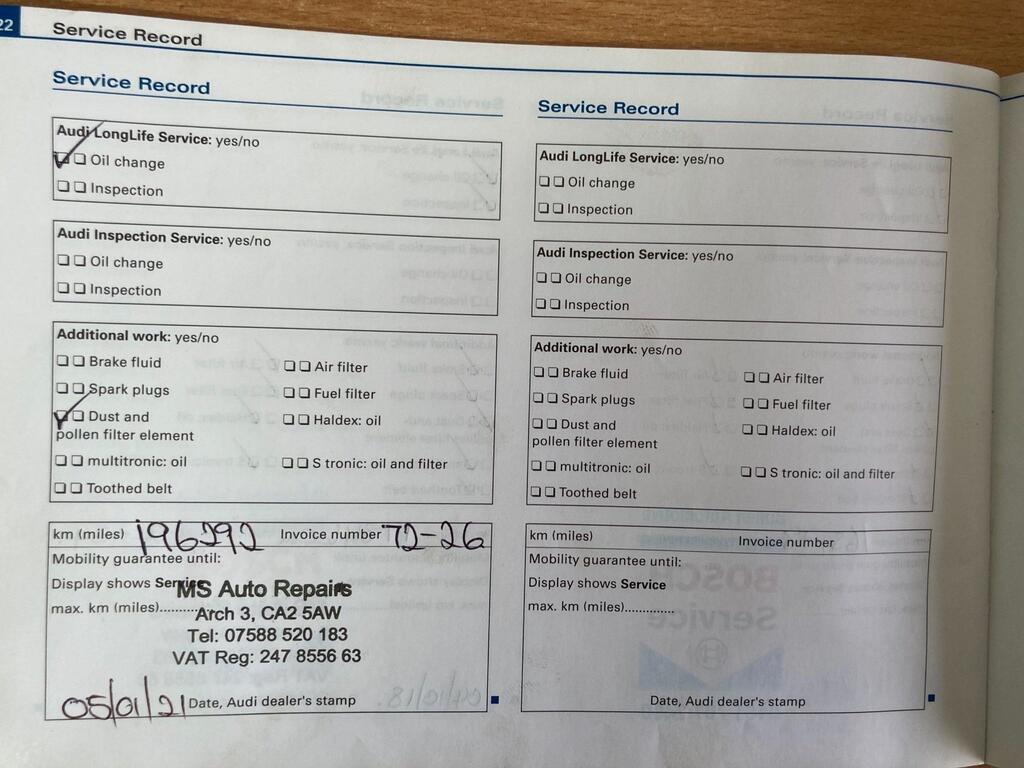 22
Service Record
Service Record
Audi LongLife Service: yes/no
Oil change
Inspection
Audi Inspection Service: yes/no
Oil change
Inspection
Additional work: yes/no
Brake fluid
Air filter
Spark plugs
Fuel filter
Dust and
pollen filter element
Haldex: oil
multitronic: oil
S tronic: oil and filter
Toothed belt
km (miles) 196292 Invoice number 72-26
Mobility guarantee until:
Display shows Service
max. km (miles)..........
MS Auto Repairs
Arch 3, CA2 5AW
Tel: 07588 520 183
VAT Reg: 247 8556 63
05/01/21 Date, Audi dealer's stamp
Service Record
Audi LongLife Service: yes/no
Oil change
Inspection
Audi Inspection Service: yes/no
Oil change
Inspection
Additional work: yes/no
Brake fluid
Air filter
Spark plugs
Fuel filter
Dust and
pollen filter element
Haldex: oil
multitronic: oil
S tronic: oil and filter
Toothed belt
km (miles) Invoice number
Mobility guarantee until:
Display shows Service
max. km (miles).............
Date, Audi dealer's stamp